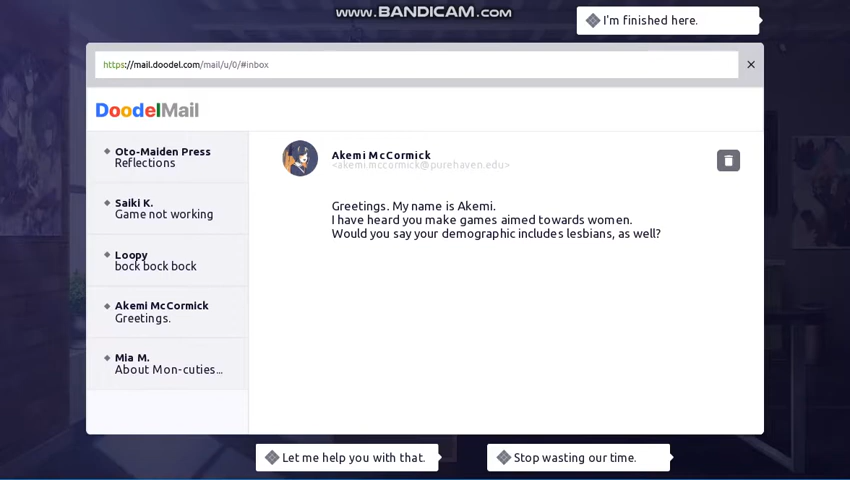 www.BANDICAM.com
I'm finished here.
https://mail.doodel.com/mail/u/0/#inbox
DoodelMail
Oto-Maiden Press
Reflections
Saiki K.
Game not working
Loopy
bock bock bock
Akemi McCormick
Greetings.
Mia M.
About Mon-cuties...
Akemi McCormick
<akemi.mccormick@purehaven.edu>
Greetings. My name is Akemi.
I have heard you make games aimed towards women.
Would you say your demographic includes lesbians, as well?
Let me help you with that.
Stop wasting our time.